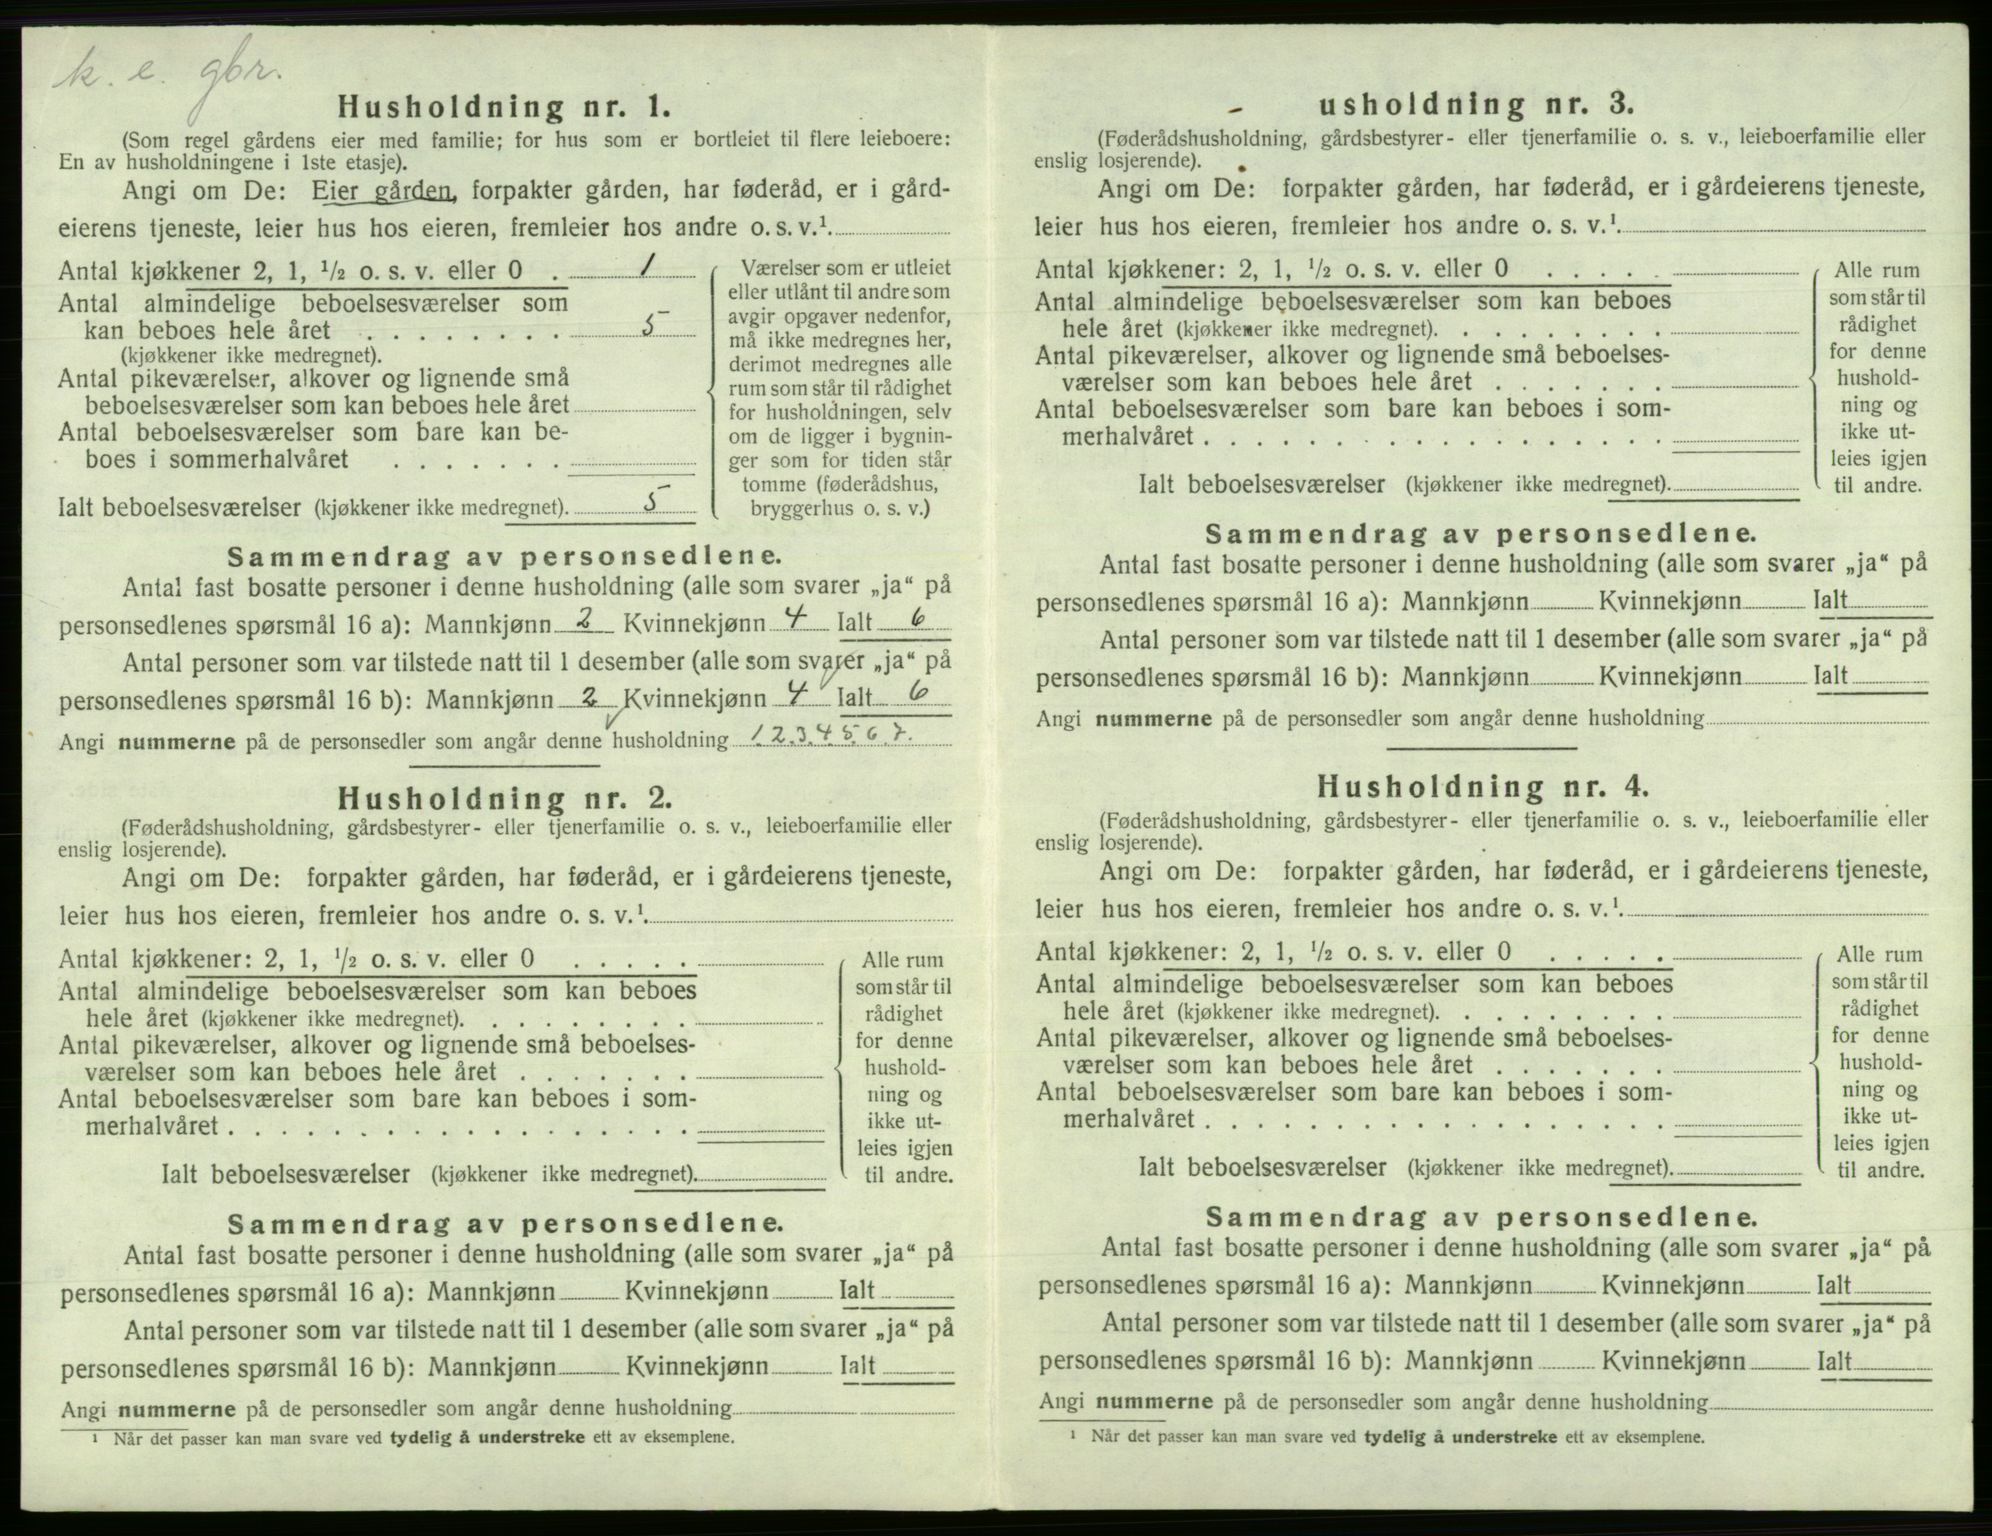 k. e. gbr.
Husholdning nr. 1.
(Som regel gårdens eier med familie; for hus som er bortleiet til flere leieboere:
En av husholdningene i 1ste etasje).
Angi om De: Eier gården, forpakter gården, har føderåd, er i gård-
eierens tjeneste, leier hus hos eieren, fremleier hos andre o. s. v.¹.
Antal kjøkkener 2, 1, ½ o. s. v. eller 0 . 1
Antal almindelige beboelsesværelser som
kan beboes hele året . . . . . . . . 5
(kjøkkener ikke medregnet).
Antal pikeværelser, alkover og lignende små
beboelsesværelser som kan beboes hele året
Antal beboelsesværelser som bare kan be-
boes i sommerhalvåret . . . . . . .
Ialt beboelsesværelser (kjøkkener ikke medregnet). 5
Værelser som er utleiet
eller utlånt til andre som
avgir opgaver nedenfor,
må ikke medregnes her,
derimot medregnes alle
rum som står til rådighet
for husholdningen, selv
om de ligger i bygnin-
ger som for tiden står
tomme (føderådshus,
bryggerhus o. s. v.)
Sammendrag av personsedlene.
Antal fast bosatte personer i denne husholdning (alle som svarer „ja“ på
personsedlenes spørsmål 16 a): Mannkjønn 2 Kvinnekjønn 4 Ialt 6
Antal personer som var tilstede natt til 1 desember (alle som svarer „ja“ på
personsedlenes spørsmål 16 b): Mannkjønn 2 Kvinnekjønn 4 Ialt 6
Angi nummerne på de personsedler som angår denne husholdning 1.2.3.4.5.6.7.
Husholdning nr. 2.
(Føderådshusholdning, gårdsbestyrer- eller tjenerfamilie o. s. v., leieboerfamilie eller
enslig losjerende).
Angi om De: forpakter gården, har føderåd, er i gårdeierens tjeneste,
leier hus hos eieren, fremleier hos andre o. s. v.¹.
Antal kjøkkener: 2, 1, ½ o. s. v. eller 0 . . . . .
Antal almindelige beboelsesværelser som kan beboes
hele året (kjøkkener ikke medregnet). . . . . . . . .
Antal pikeværelser, alkover og lignende små beboelses-
værelser som kan beboes hele året . . . . . . .
Antal beboelsesværelser som bare kan beboes i som-
merhalvåret . . . . . . . . . . . . . . . . . .
Ialt beboelsesværelser (kjøkkener ikke medregnet).
Alle rum
som står til
rådighet
for denne
hushold-
ning og
ikke ut-
leies igjen
til andre.
Sammendrag av personsedlene.
Antal fast bosatte personer i denne husholdning (alle som svarer „ja“ på
personsedlenes spørsmål 16 a): Mannkjønn Kvinnekjønn Ialt
Antal personer som var tilstede natt til 1 desember (alle som svarer „ja“ på
personsedlenes spørsmål 16 b): Mannkjønn Kvinnekjønn Ialt
Angi nummerne på de personsedler som angår denne husholdning
¹ Når det passer kan man svare ved tydelig å understreke ett av eksemplene.
usholdning nr. 3.
(Føderådshusholdning, gårdsbestyrer- eller tjenerfamilie o. s. v., leieboerfamilie eller
enslig losjerende).
Angi om De: forpakter gården, har føderåd, er i gårdeierens tjeneste,
leier hus hos eieren, fremleier hos andre o. s. v.¹.
Antal kjøkkener: 2, 1, ½ o. s. v. eller 0 . . . . .
Antal almindelige beboelsesværelser som kan beboes
hele året (kjøkkener ikke medregnet). . . . . . . . .
Antal pikeværelser, alkover og lignende små beboelses-
værelser som kan beboes hele året . . . . . . .
Antal beboelsesværelser som bare kan beboes i som-
merhalvåret . . . . . . . . . . . . . . . . . .
Ialt beboelsesværelser (kjøkkener ikke medregnet).
Alle rum
som står til
rådighet
for denne
hushold-
ning og
ikke ut-
leies igjen
til andre.
Sammendrag av personsedlene.
Antal fast bosatte personer i denne husholdning (alle som svarer „ja“ på
personsedlenes spørsmål 16 a): Mannkjønn Kvinnekjønn Ialt
Antal personer som var tilstede natt til 1 desember (alle som svarer „ja“ på
personsedlenes spørsmål 16 b): Mannkjønn Kvinnekjønn Ialt
Angi nummerne på de personsedler som angår denne husholdning
Husholdning nr. 4.
(Føderådshusholdning, gårdsbestyrer- eller tjenerfamilie o. s. v., leieboerfamilie eller
enslig losjerende).
Angi om De: forpakter gården, har føderåd, er i gårdeierens tjeneste,
leier hus hos eieren, fremleier hos andre o. s. v.¹.
Antal kjøkkener: 2, 1, ½ o. s. v. eller 0 . . . . .
Antal almindelige beboelsesværelser som kan beboes
hele året (kjøkkener ikke medregnet). . . . . . . . .
Antal pikeværelser, alkover og lignende små beboelses-
værelser som kan beboes hele året . . . . . . .
Antal beboelsesværelser som bare kan beboes i som-
merhalvåret . . . . . . . . . . . . . . . . . .
Ialt beboelsesværelser (kjøkkener ikke medregnet).
Alle rum
som står til
rådighet
for denne
hushold-
ning og
ikke ut-
leies igjen
til andre.
Sammendrag av personsedlene.
Antal fast bosatte personer i denne husholdning (alle som svarer „ja“ på
personsedlenes spørsmål 16 a): Mannkjønn Kvinnekjønn Ialt
Antal personer som var tilstede natt til 1 desember (alle som svarer „ja“ på
personsedlenes spørsmål 16 b): Mannkjønn Kvinnekjønn Ialt
Angi nummerne på de personsedler som angår denne husholdning
¹ Når det passer kan man svare ved tydelig å understreke ett av eksemplene.